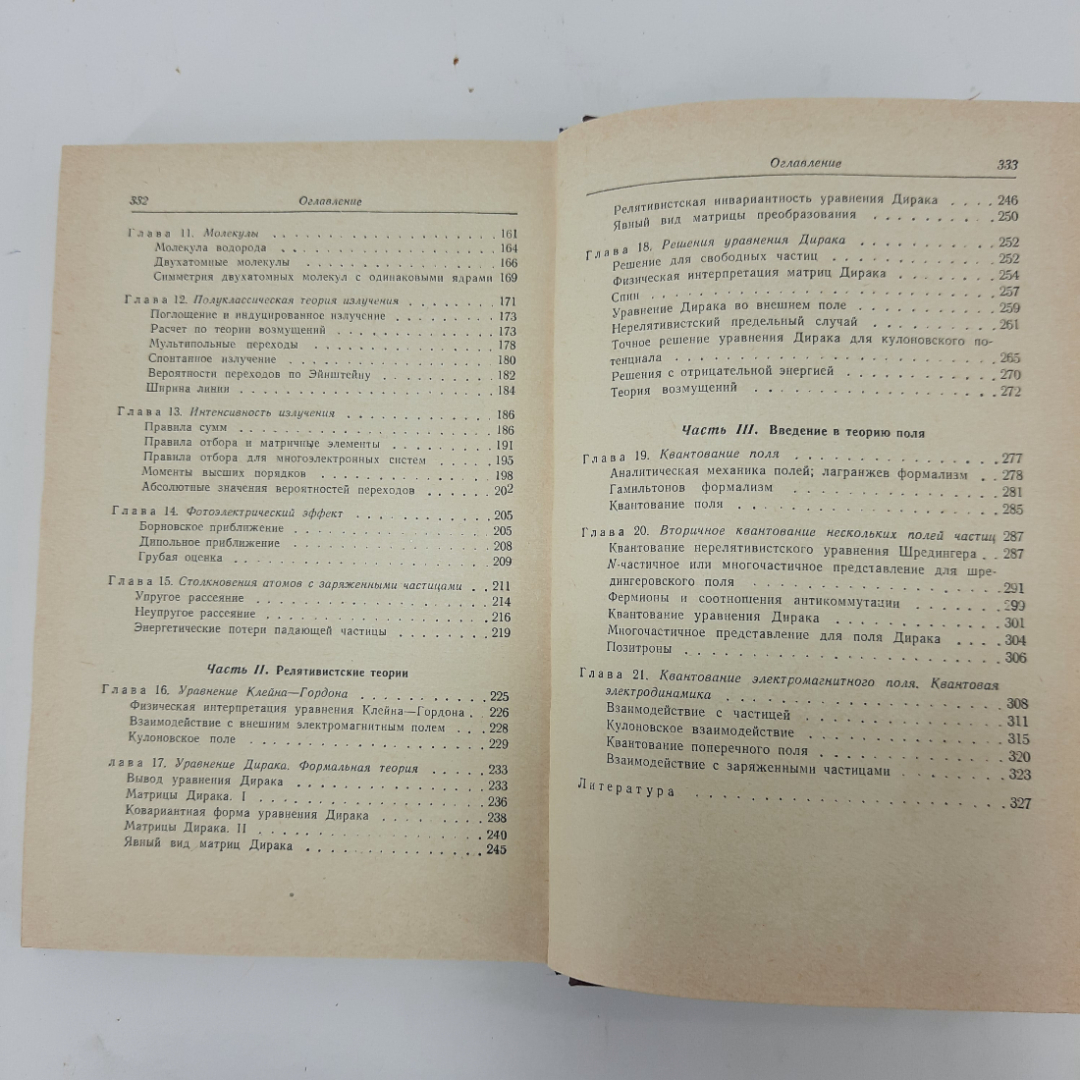 332 Оглавление
Глава 11. Молекулы . . . . . . . . . . . . . . . . 161
Молекула водорода . . . . . . . . . . . . . . . 164
Двухатомные молекулы . . . . . . . . . . . . . 166
Симметрия двухатомных молекул с одинаковыми ядрами 169
Глава 12. Полуклассическая теория излучения . . . . . . . 171
Поглощение и индуцированное излучение . . . . . . . 173
Расчет по теории возмущений . . . . . . . . . . . 173
Мультипольные переходы . . . . . . . . . . . . . 178
Спонтанное излучение . . . . . . . . . . . . . . 180
Вероятности переходов по Эйнштейну . . . . . . . . 182
Ширина линии . . . . . . . . . . . . . . . . . 184
Глава 13. Интенсивность излучения . . . . . . . . . . . 186
Правила сумм . . . . . . . . . . . . . . . . . 186
Правила отбора и матричные элементы . . . . . . . . 191
Правила отбора для многоэлектронных систем . . . . . 195
Моменты высших порядков . . . . . . . . . . . . 198
Абсолютные значения вероятностей переходов . . . . . 202
Глава 14. Фотоэлектрический эффект . . . . . . . . . . 205
Борновское приближение . . . . . . . . . . . . . 205
Дипольное приближение . . . . . . . . . . . . . 208
Грубая оценка . . . . . . . . . . . . . . . . . 209
Глава 15. Столкновения атомов с заряженными частицами . . 211
Упругое рассеяние . . . . . . . . . . . . . . . 214
Неупругое рассеяние . . . . . . . . . . . . . . 216
Энергетические потери падающей частицы . . . . . . . 219
Часть II. Релятивистские теории
Глава 16. Уравнение Клейна—Гордона . . . . . . . . . . 225
Физическая интерпретация уравнения Клейна—Гордона . . 226
Взаимодействие с внешним электромагнитным полем . . . 228
Кулоновское поле . . . . . . . . . . . . . . . . 229
лава 17. Уравнение Дирака. Формальная теория . . . . . 233
Вывод уравнения Дирака . . . . . . . . . . . . . 233
Матрицы Дирака. I . . . . . . . . . . . . . . . 236
Ковариантная форма уравнения Дирака . . . . . . . . 238
Матрицы Дирака. II . . . . . . . . . . . . . . . 240
Явный вид матриц Дирака . . . . . . . . . . . . . 245
Оглавление 333
Релятивистская инвариантность уравнения Дирака . . . . 246
Явный вид матрицы преобразования . . . . . . . . . 250
Глава 18. Решения уравнения Дирака . . . . . . . . . . 252
Решение для свободных частиц . . . . . . . . . . . 252
Физическая интерпретация матриц Дирака . . . . . . . 254
Спин . . . . . . . . . . . . . . . . . . . . . 257
Уравнение Дирака во внешнем поле . . . . . . . . . 259
Нерелятивистский предельный случай . . . . . . . . . 261
Точное решение уравнения Дирака для кулоновского по-
тенциала . . . . . . . . . . . . . . . . . . . 265
Решения с отрицательной энергией . . . . . . . . . . 270
Теория возмущений . . . . . . . . . . . . . . . 272
Часть III. Введение в теорию поля
Глава 19. Квантование поля . . . . . . . . . . . . . 277
Аналитическая механика полей; лагранжев формализм . . 278
Гамильтонов формализм . . . . . . . . . . . . . 281
Квантование поля . . . . . . . . . . . . . . . . 285
Глава 20. Вторичное квантование нескольких полей частиц 287
Квантование нерелятивистского уравнения Шредингера . . 287
N-частичное или многочастичное представление для шре-
дингеровского поля . . . . . . . . . . . . . . . 291
Фермионы и соотношения антикоммутации . . . . . . . 299
Квантование уравнения Дирака . . . . . . . . . . . 301
Многочастичное представление для поля Дирака . . . . 304
Позитроны . . . . . . . . . . . . . . . . . . . 306
Глава 21. Квантование электромагнитного поля. Квантовая
электродинамика . . . . . . . . . . . . . . . . 308
Взаимодействие с частицей . . . . . . . . . . . . 311
Кулоновское взаимодействие . . . . . . . . . . . . 315
Квантование поперечного поля . . . . . . . . . . . 320
Взаимодействие с заряженными частицами . . . . . . . 323
Литература . . . . . . . . . . . . . . . . . . . . 327